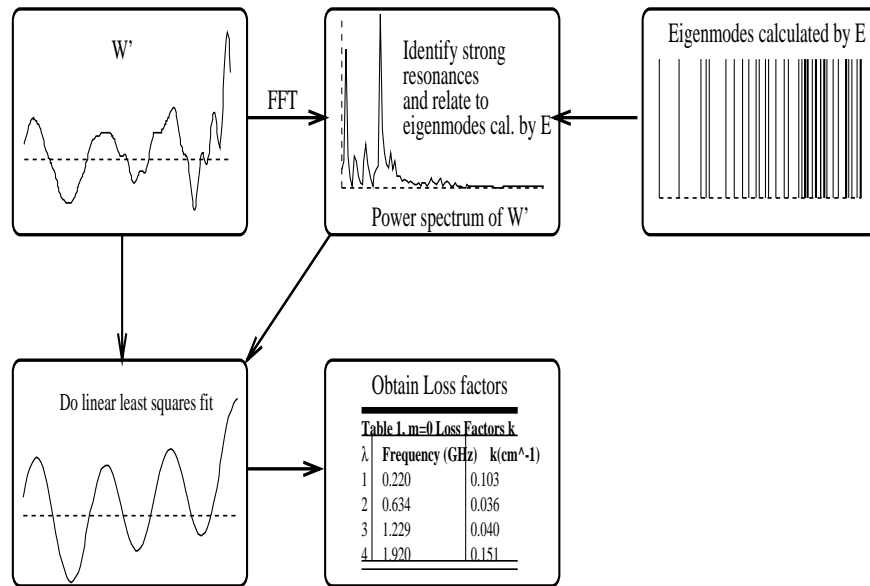 W'
FFT
Identify strong
resonances
and relate to
eigenmodes cal. by E
Power spectrum of W'
Eigenmodes calculated by E
Do linear least squares fit
Obtain Loss factors
Table 1. m=0 Loss Factors k
λ Frequency (GHz) k(cm^-1)
1 0.220 0.103
2 0.634 0.036
3 1.229 0.040
4 1.920 0.151